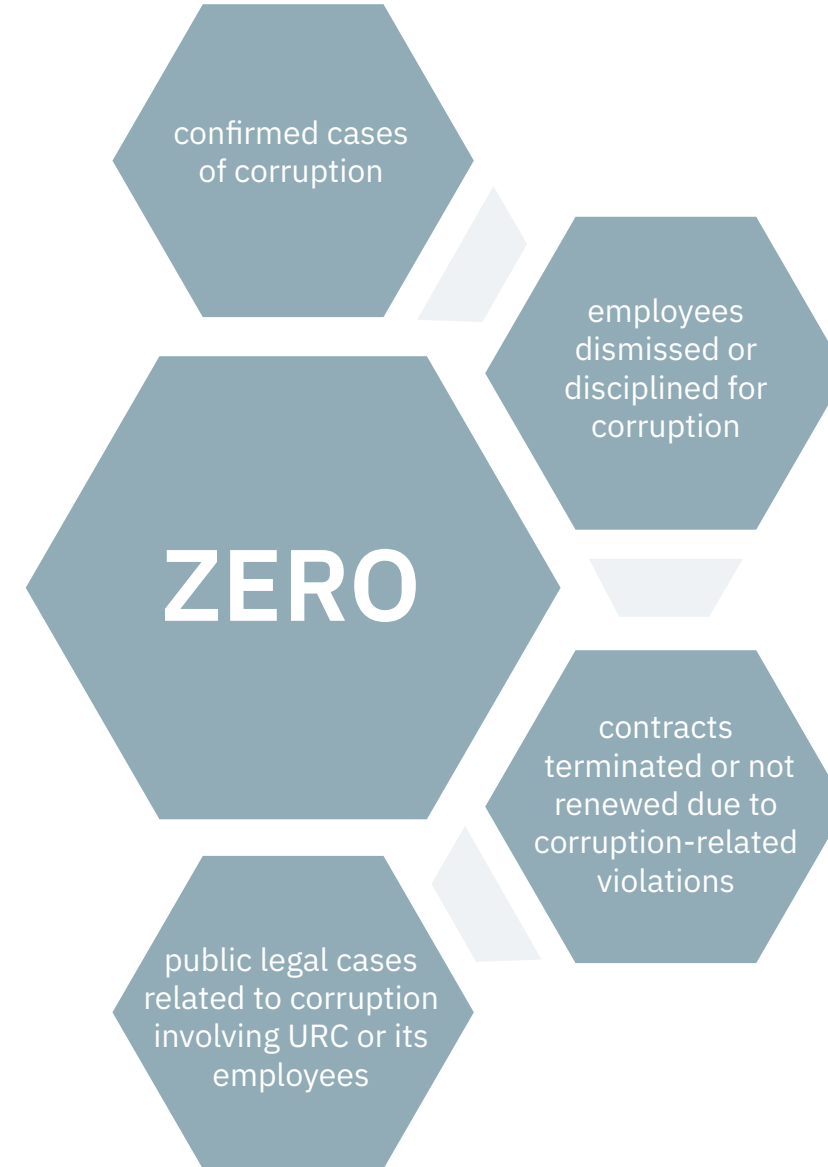 confirmed cases
of corruption
employees
dismissed or
disciplined for
corruption
ZERO
contracts
terminated or not
renewed due to
corruption-related
violations
public legal cases
related to corruption
involving URC or its
employees